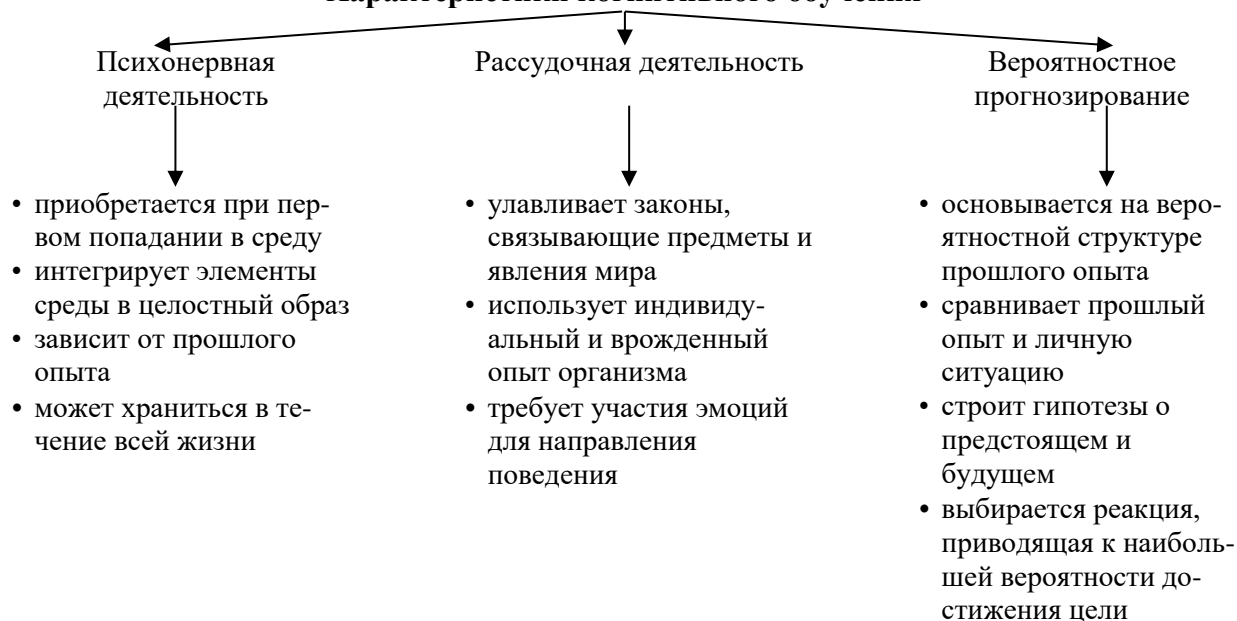 Характеристики когнитивного обучения
Психонервная
деятельность
Рассудочная деятельность
Вероятностное
прогнозирование
• приобретается при пер-
вом попадании в среду
• интегрирует элементы
среды в целостный образ
• зависит от прошлого
опыта
• может храниться в те-
чение всей жизни
• улавливает законы,
связывающие предметы и
явления мира
• использует индивиду-
альный и врожденный
опыт организма
• требует участия эмоций
для направления
поведения
• основывается на веро-
ятностной структуре
прошлого опыта
• сравнивает прошлый
опыт и личную
ситуацию
• строит гипотезы о
предстоящем и
будущем
• выбирается реакция,
приводящая к наиболь-
шей вероятности до-
стижения цели